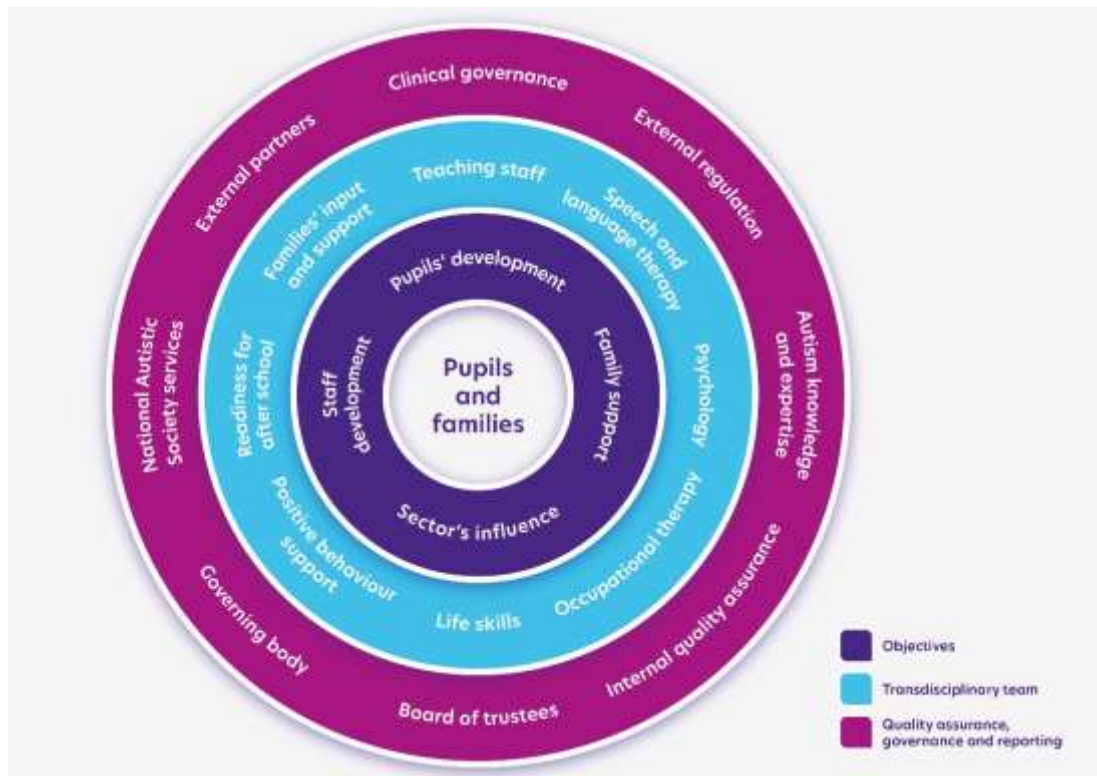 Clinical governance
External regulation
Autism knowledge
and expertise
Internal quality assurance
Board of trustees
Governing body
National Autistic
Society services
External partners
Teaching staff
Speech and
language therapy
Psychology
Occupational therapy
Life skills
Positive behaviour
support
Readiness for
after school
Families' input
and support
Pupils' development
Family support
Sector's influence
Staff
development
Pupils
and
families
Objectives
Transdisciplinary team
Quality assurance,
governance and reporting